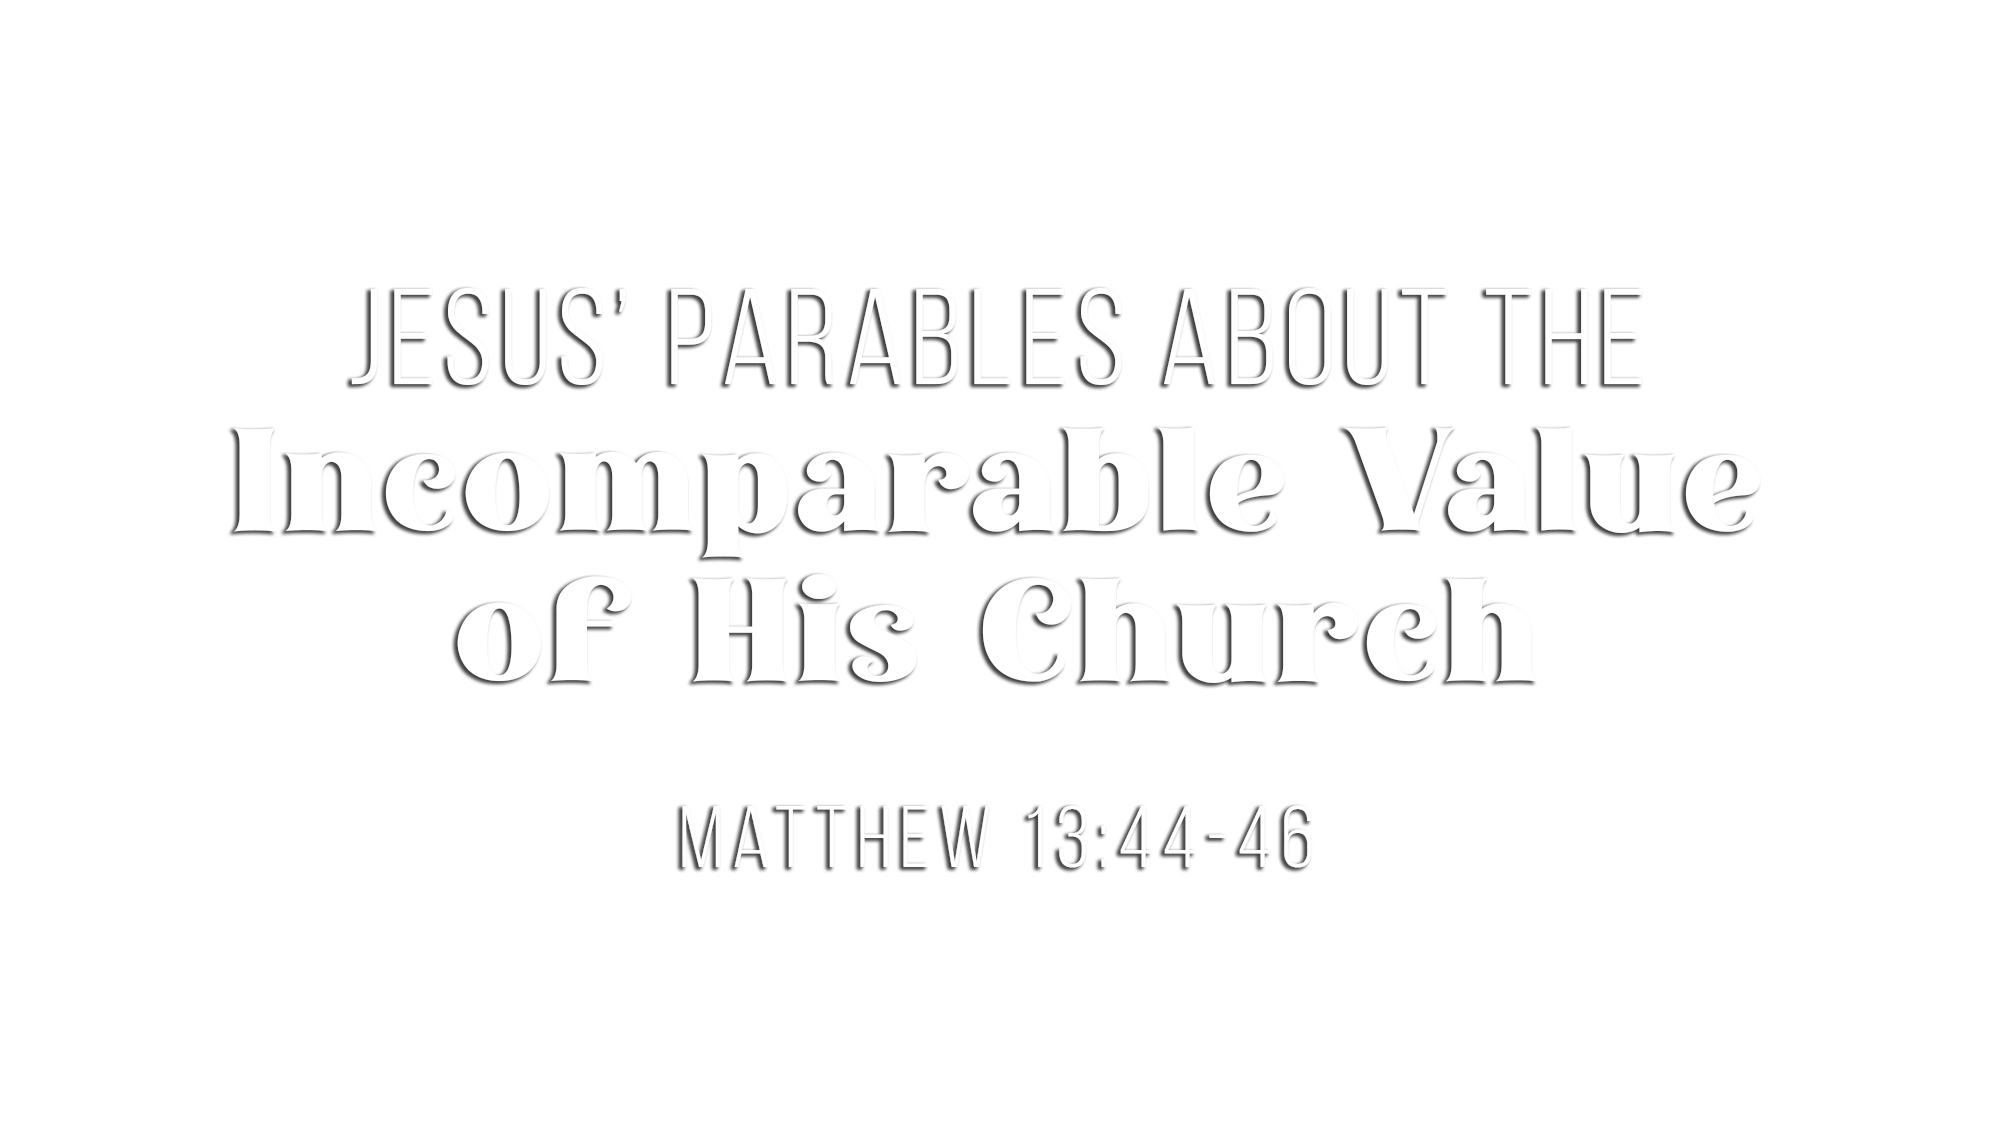 JESUS’ PARABLES ABOUT THE
Incomparable Value
of His Church
MATTHEW 13:44-46